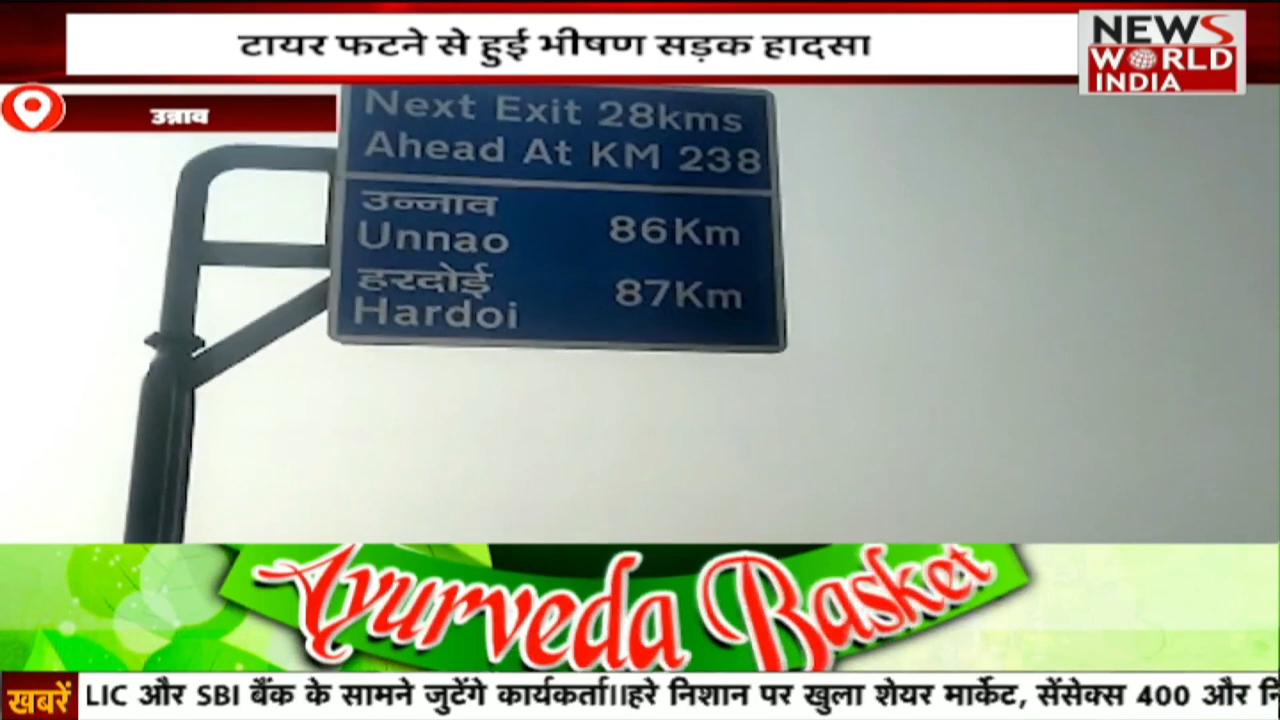 टायर फटने से हुई भीषण सड़क हादसा
NEWS
WORLD
INDIA
उन्नाव
Next Exit 28kms
Ahead At KM 238
उन्नाव
Unnao 86Km
हरदोई
Hardoi 87Km
Ayurveda Basket
खबरें LIC और SBI बैंक के सामने जुटेंगे कार्यकर्ता।।हरे निशान पर खुला शेयर मार्केट, सेंसेक्स 400 और